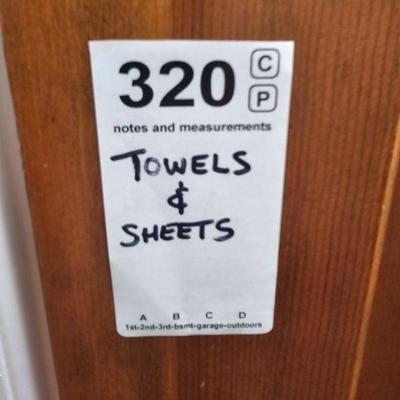 320 C
P
notes and measurements
TOWELS
&
SHEETS
A B C D
1st-2nd-3rd-bsmt-garage-outdoors